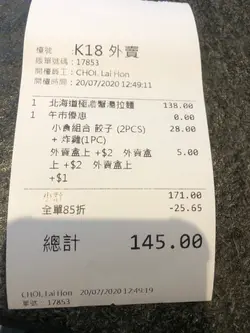 檯號: K18 外賣
賬單號碼: 17853
開檯員工: CHOI, Lai Hon
開檯時間: 20/07/2020 12:49:11
1 北海道極濃蟹湯拉麵 138.00
1 午市優惠 0.00
小食組合 餃子 (2PCS) 28.00
+ 炸雞(1PC)
外賣盒上 +$2 外賣盒 5.00
上 +$2 外賣盒上
+$1
小計 171.00
全單85折 -25.65
總計 145.00
CHOI, Lai Hon 20/07/2020 12:49:19
單號 17853